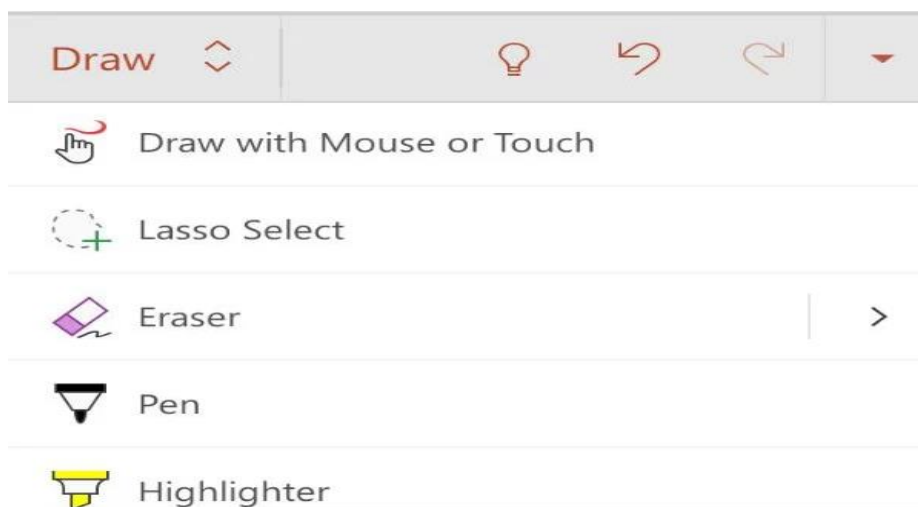 Draw
Draw with Mouse or Touch
Lasso Select
Eraser
Pen
Highlighter